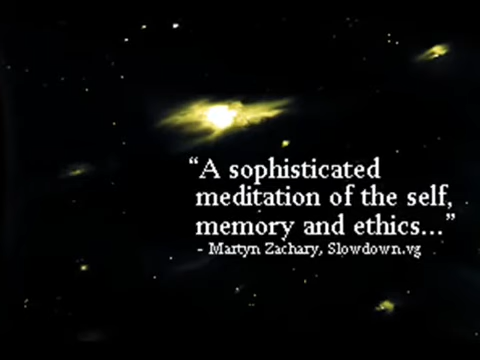 “A sophisticated
meditation of the self,
memory and ethics...”
- Martyn Zachary, Slowdown.vg